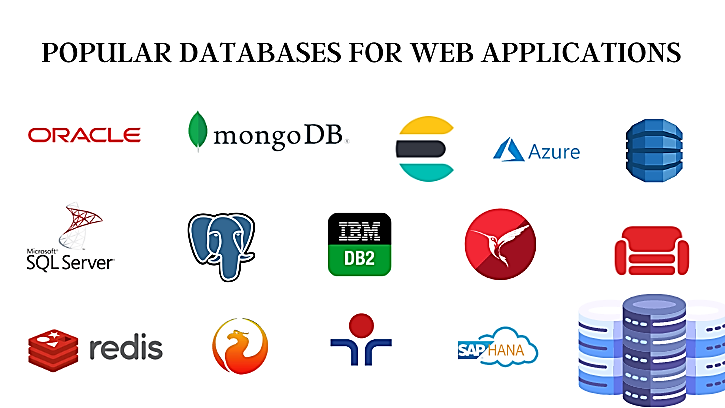 POPULAR DATABASES FOR WEB APPLICATIONS
ORACLE
mongoDB
Azure
Microsoft
SQL Server
IBM
DB2
redis
SAP HANA